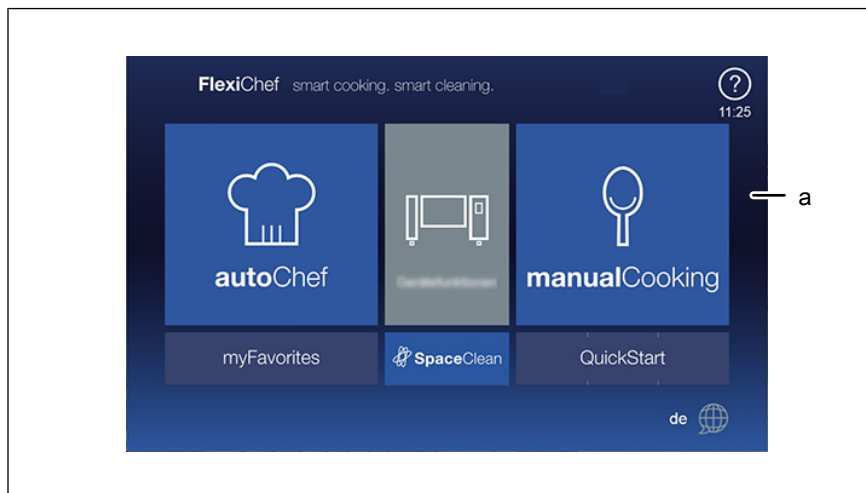 FlexiChef smart cooking. smart cleaning.
?
11:25
a
autoChef
manualCooking
myFavorites
SpaceClean
QuickStart
de